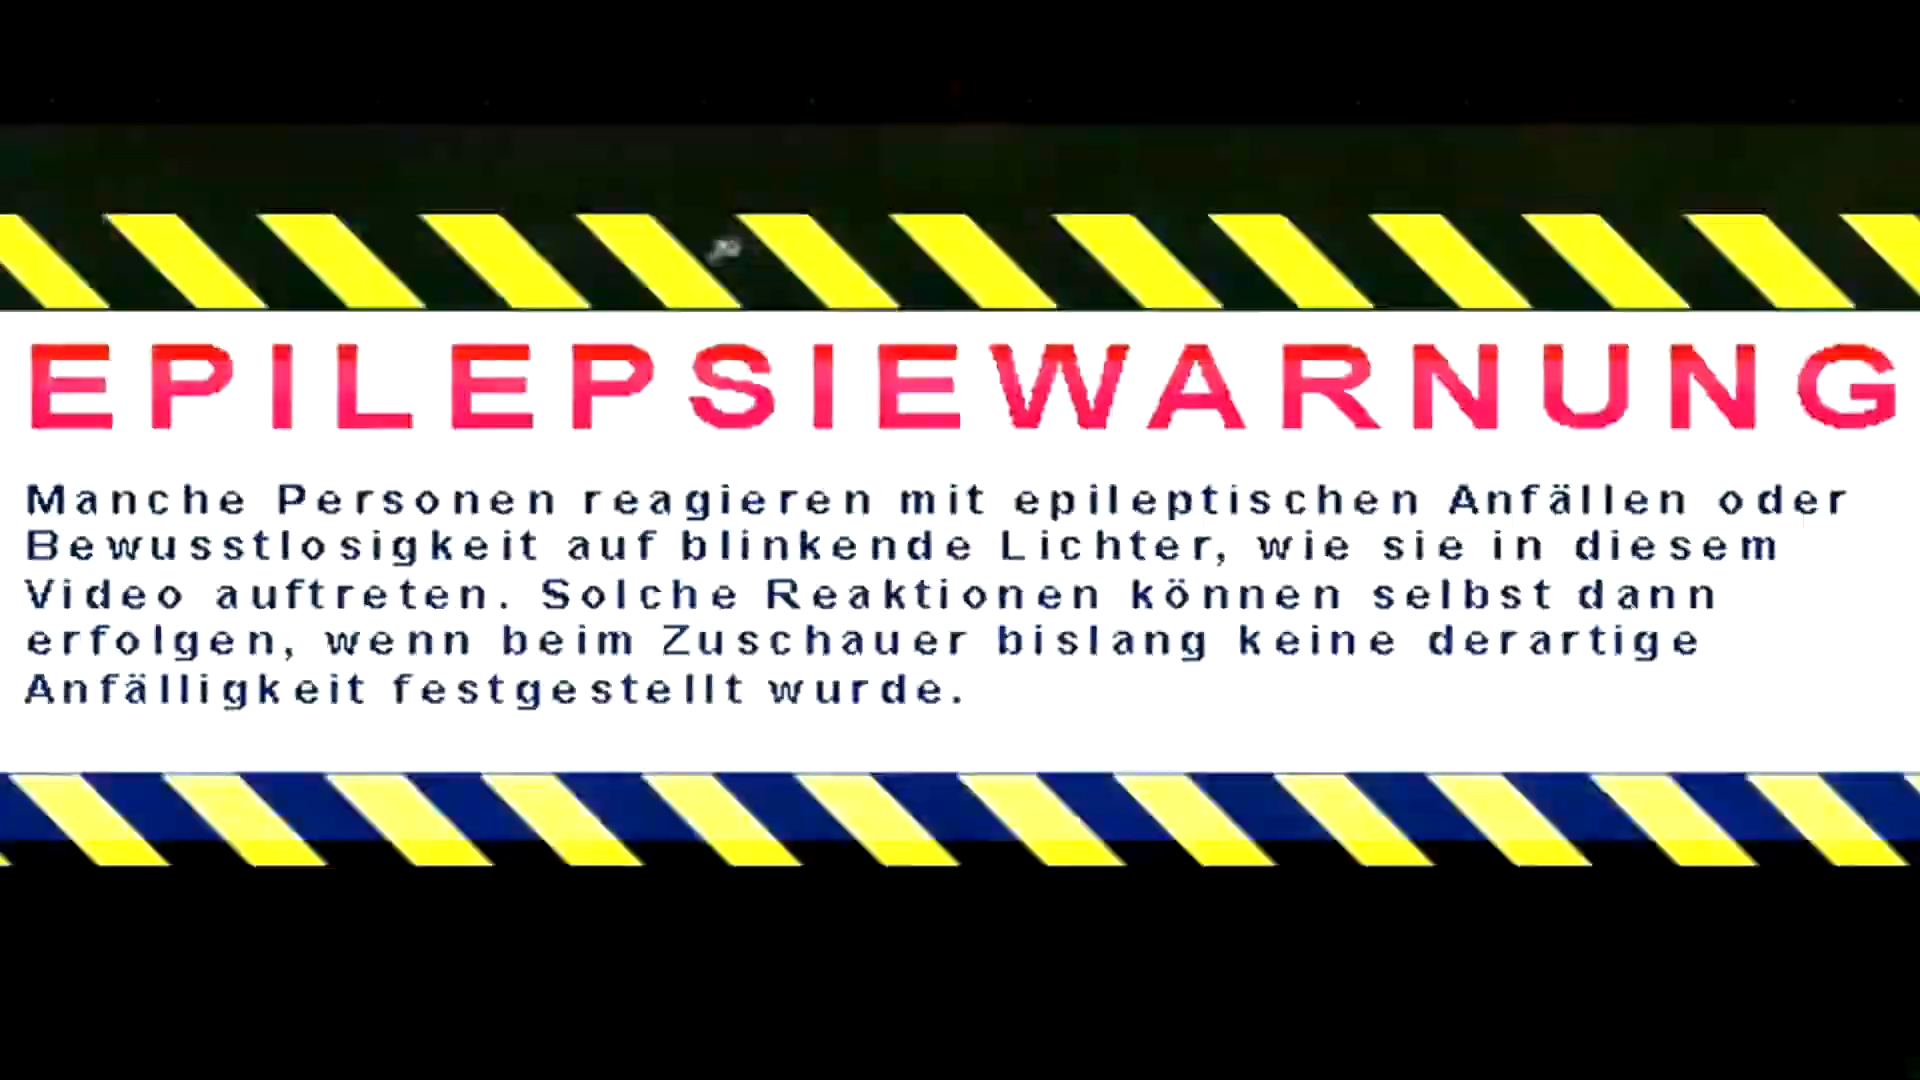 EPILEPSIEWARNUNG
Manche Personen reagieren mit epileptischen Anfällen oder
Bewusstlosigkeit auf blinkende Lichter, wie sie in diesem
Video auftreten. Solche Reaktionen können selbst dann
erfolgen, wenn beim Zuschauer bislang keine derartige
Anfälligkeit festgestellt wurde.